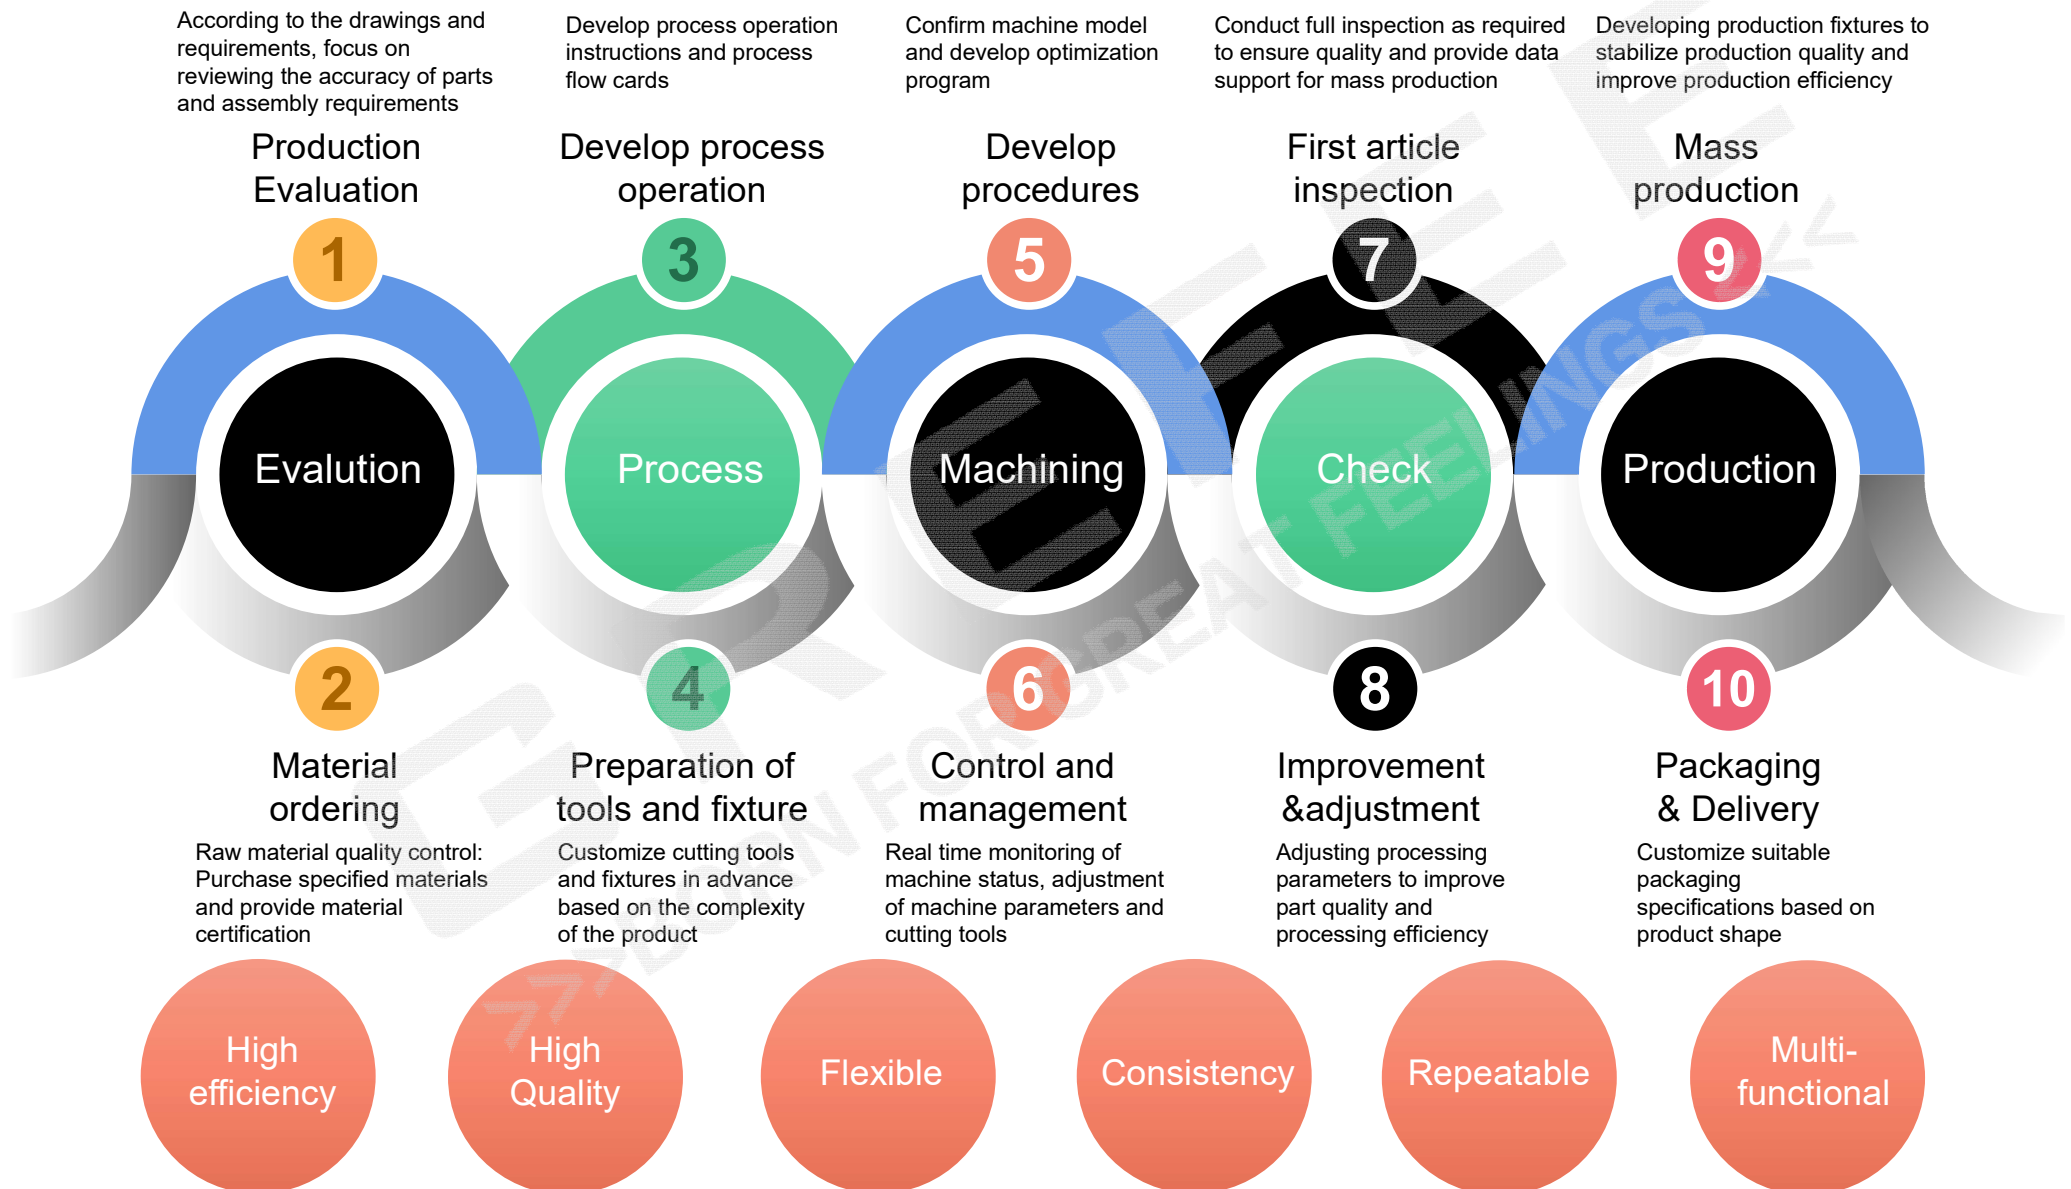 According to the drawings and
requirements, focus on
reviewing the accuracy of parts
and assembly requirements
Production
Evaluation
1
Develop process operation
instructions and process
flow cards
Develop process
operation
3
Confirm machine model
and develop optimization
program
Develop
procedures
5
Conduct full inspection as required
to ensure quality and provide data
support for mass production
First article
inspection
7
Developing production fixtures to
stabilize production quality and
improve production efficiency
Mass
production
9
Evalution
Process
Machining
Check
Production
2
Material
ordering
Raw material quality control:
Purchase specified materials
and provide material
certification
4
Preparation of
tools and fixture
Customize cutting tools
and fixtures in advance
based on the complexity
of the product
6
Control and
management
Real time monitoring of
machine status, adjustment
of machine parameters and
cutting tools
8
Improvement
&adjustment
Adjusting processing
parameters to improve
part quality and
processing efficiency
10
Packaging
& Delivery
Customize suitable
packaging
specifications based on
product shape
High
efficiency
High
Quality
Flexible
Consistency
Repeatable
Multi-
functional
GREFEE
>>>BORN FOR GREAT FEELINGS<<<